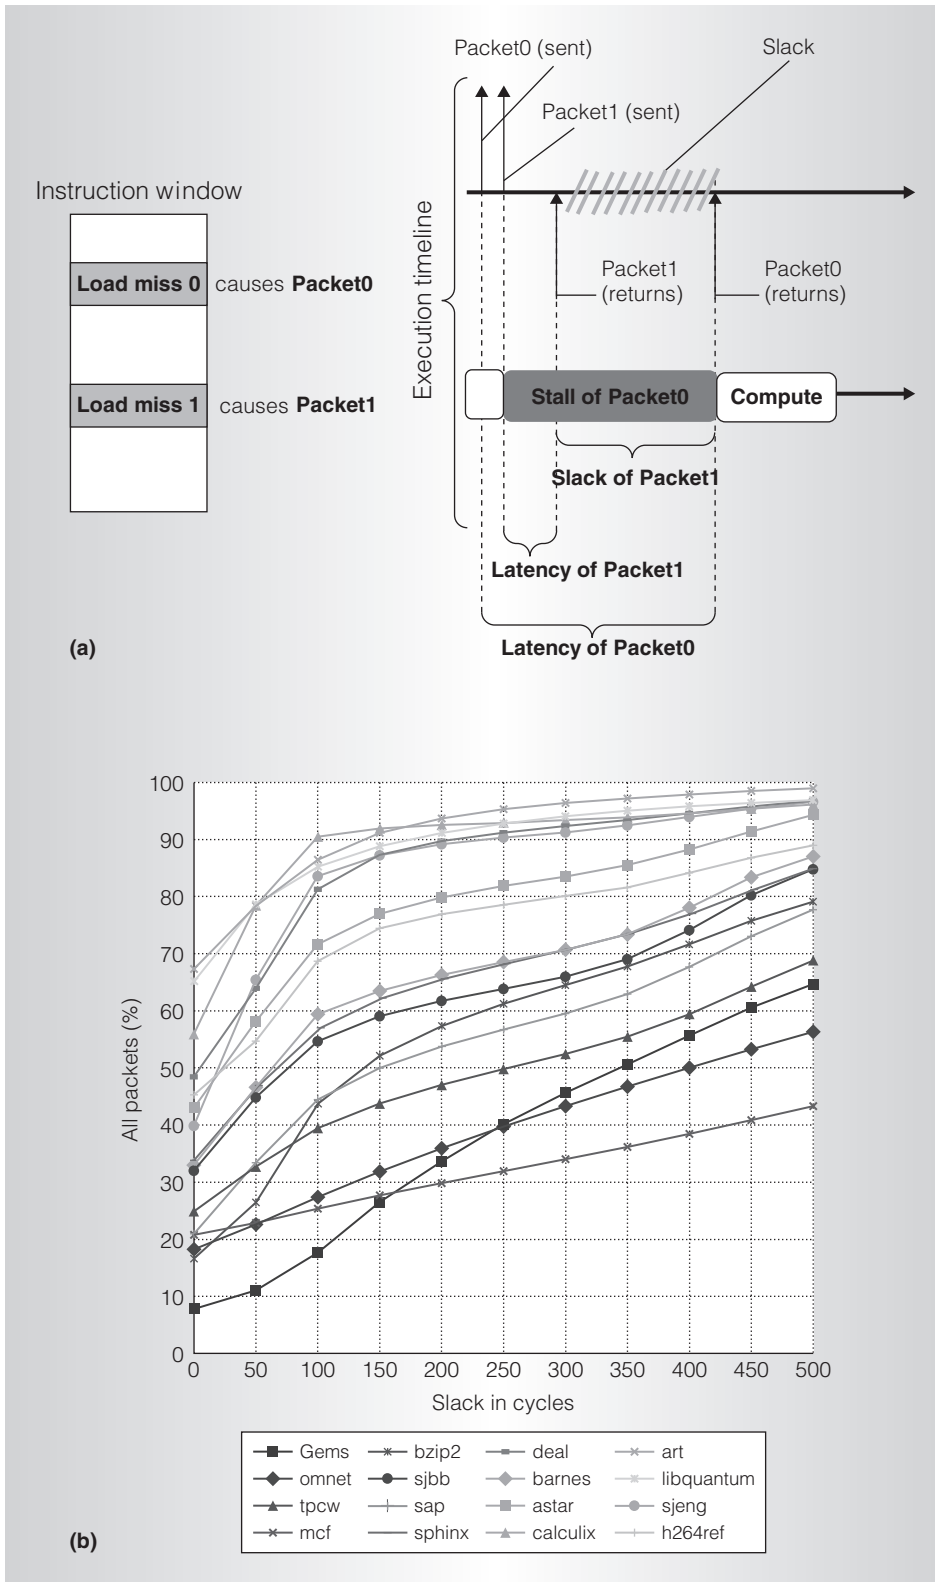 Packet0 (sent)
Slack
Packet1 (sent)
Instruction window
Load miss 0 causes Packet0
Load miss 1 causes Packet1
Execution timeline
Packet1
(returns)
Packet0
(returns)
Stall of Packet0
Compute
Slack of Packet1
Latency of Packet1
Latency of Packet0
(a)
All packets (%)
100
90
80
70
60
50
40
30
20
10
0
0 50 100 150 200 250 300 350 400 450 500
Slack in cycles
Gems bzip2 deal art
omnet sjbb barnes libquantum
tpcw sap astar sjeng
mcf sphinx calculix h264ref
(b)